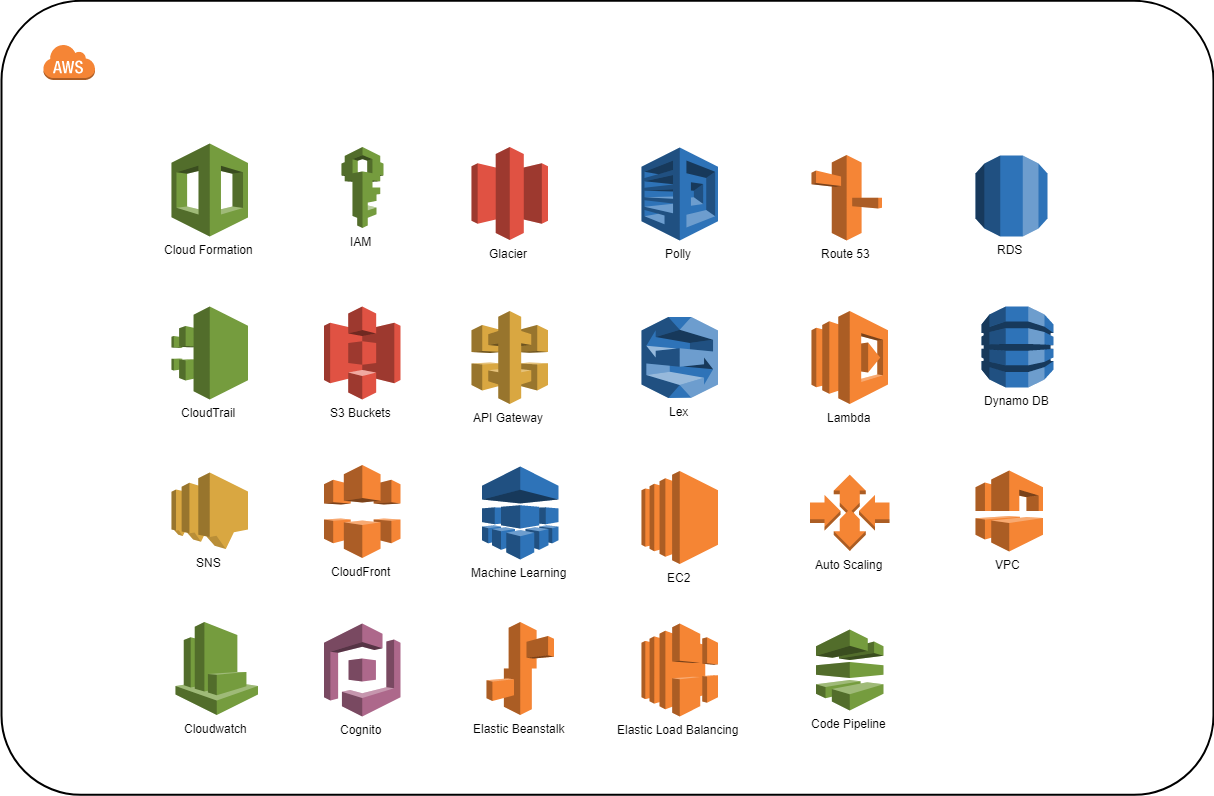 AWS
Cloud Formation
IAM
Glacier
Polly
Route 53
RDS
CloudTrail
S3 Buckets
API Gateway
Lex
Lambda
Dynamo DB
SNS
CloudFront
Machine Learning
EC2
Auto Scaling
VPC
Cloudwatch
Cognito
Elastic Beanstalk
Elastic Load Balancing
Code Pipeline